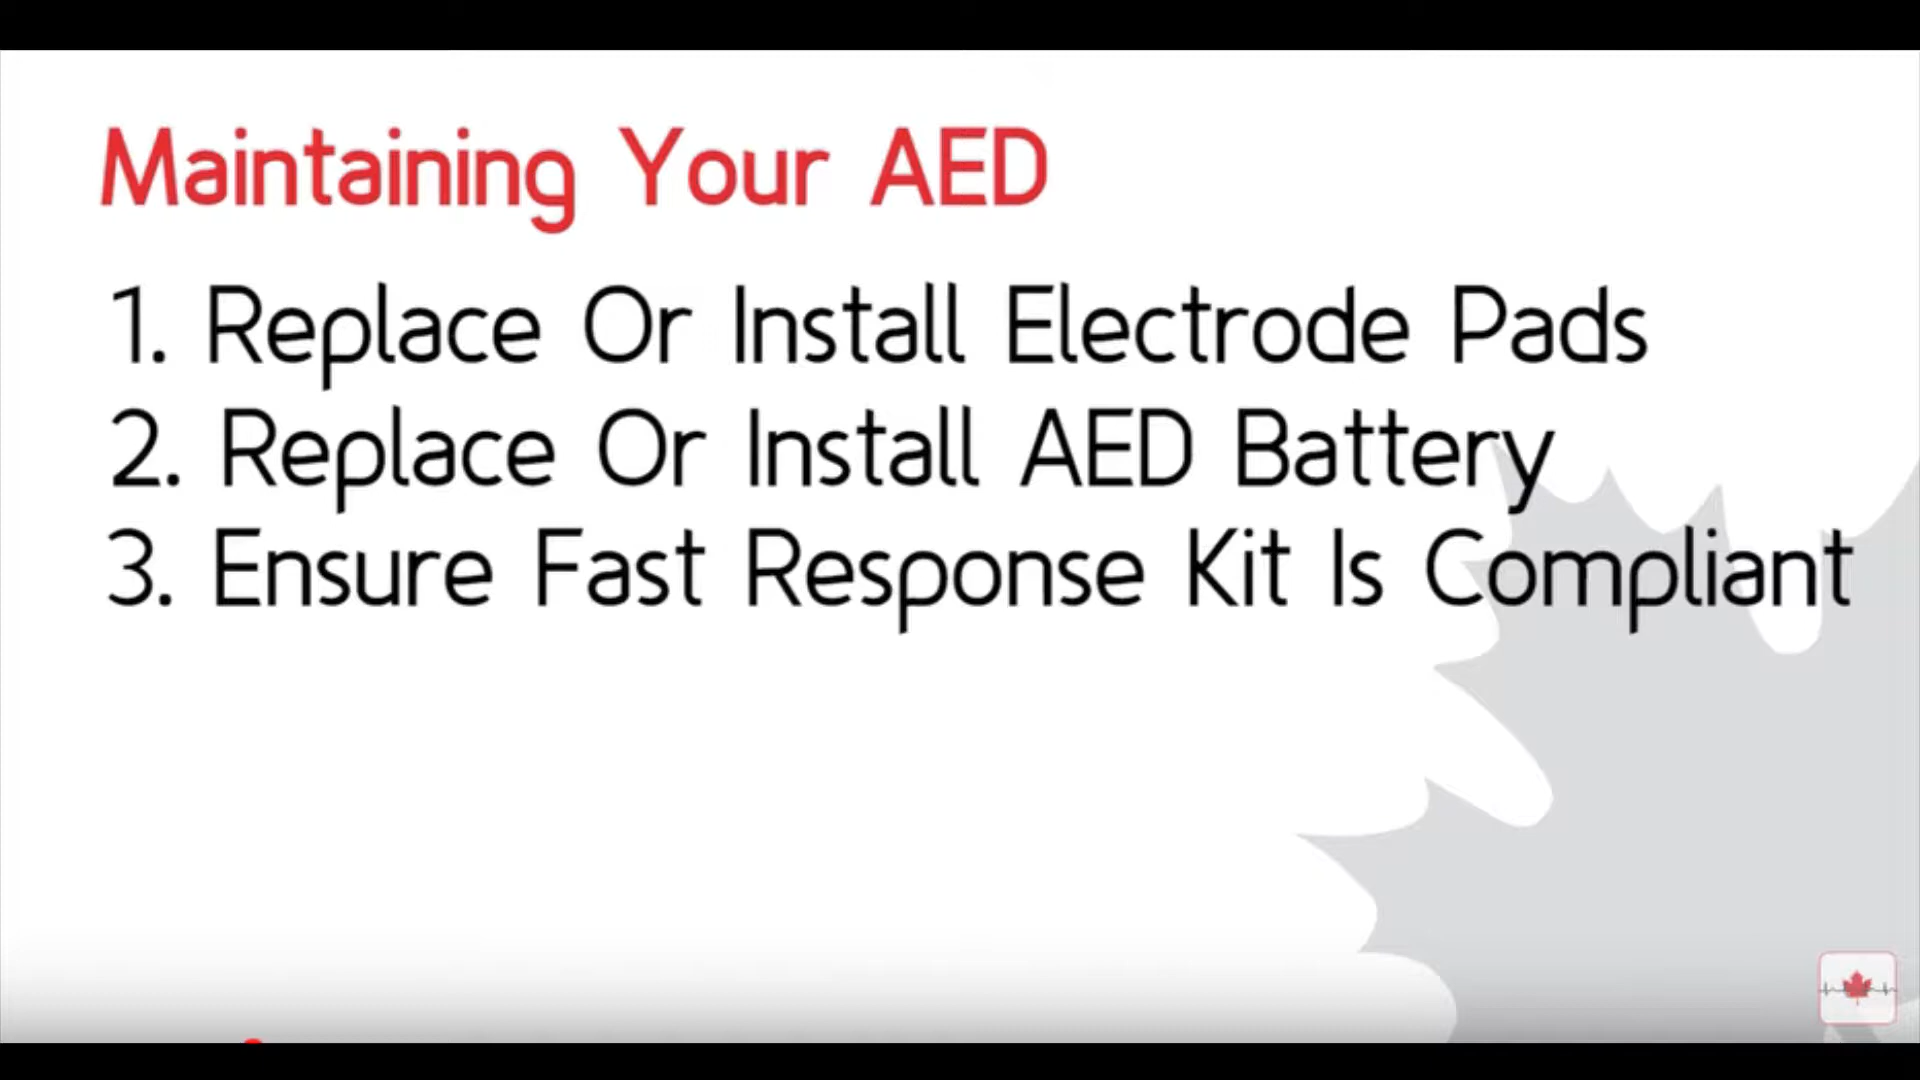 Maintaining Your AED
1. Replace Or Install Electrode Pads
2. Replace Or Install AED Battery
3. Ensure Fast Response Kit Is Compliant